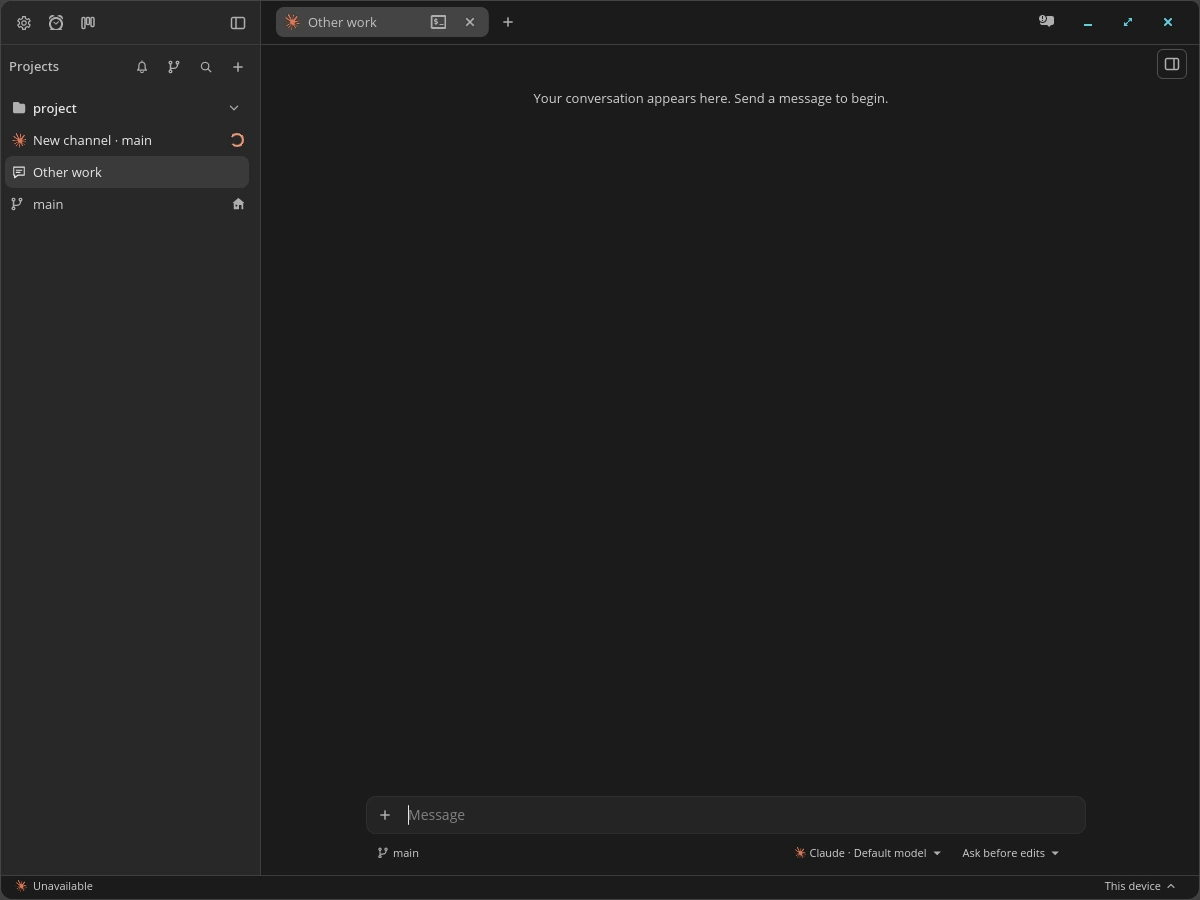 Other work
Projects
project
New channel · main
Other work
main
Your conversation appears here. Send a message to begin.
Message
main
Claude · Default model
Ask before edits
Unavailable
This device